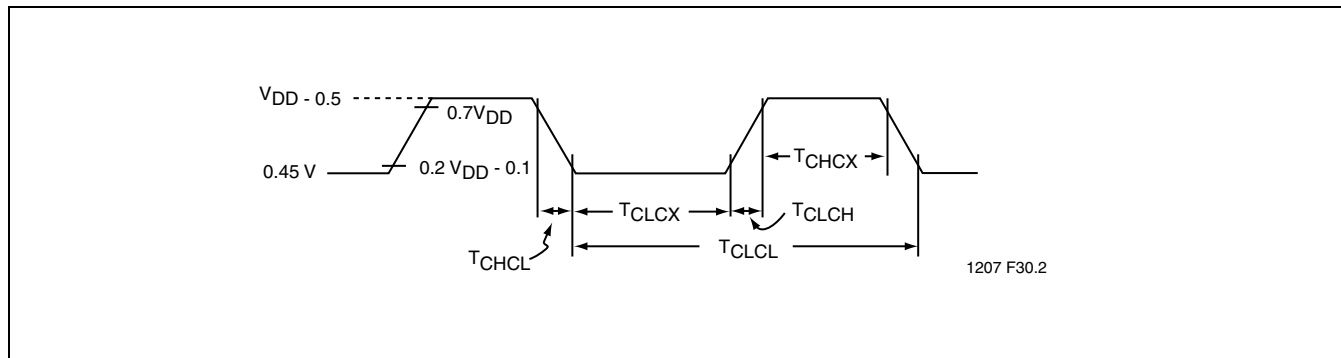 VDD - 0.5
0.7VDD
0.45 V
0.2 VDD - 0.1
TCHCX
TCLCX
TCLCH
TCHCL
TCLCL
1207 F30.2